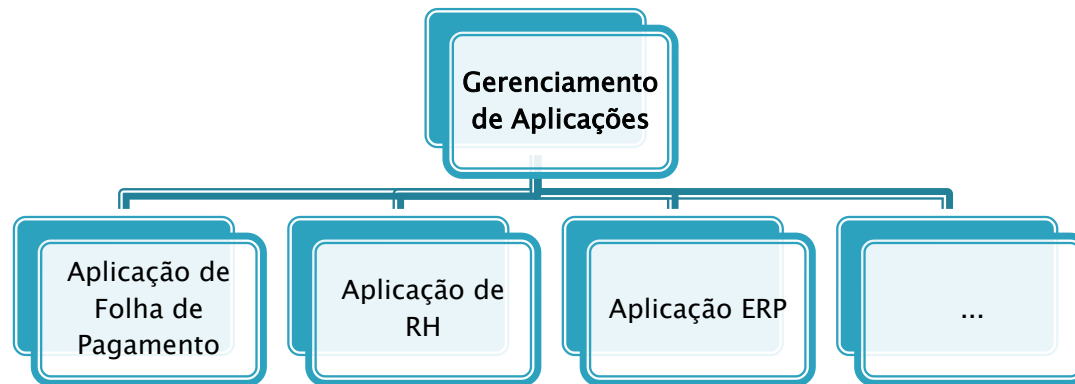 Gerenciamento
de Aplicações
Aplicação de
Folha de
Pagamento
Aplicação de
RH
Aplicação ERP
...